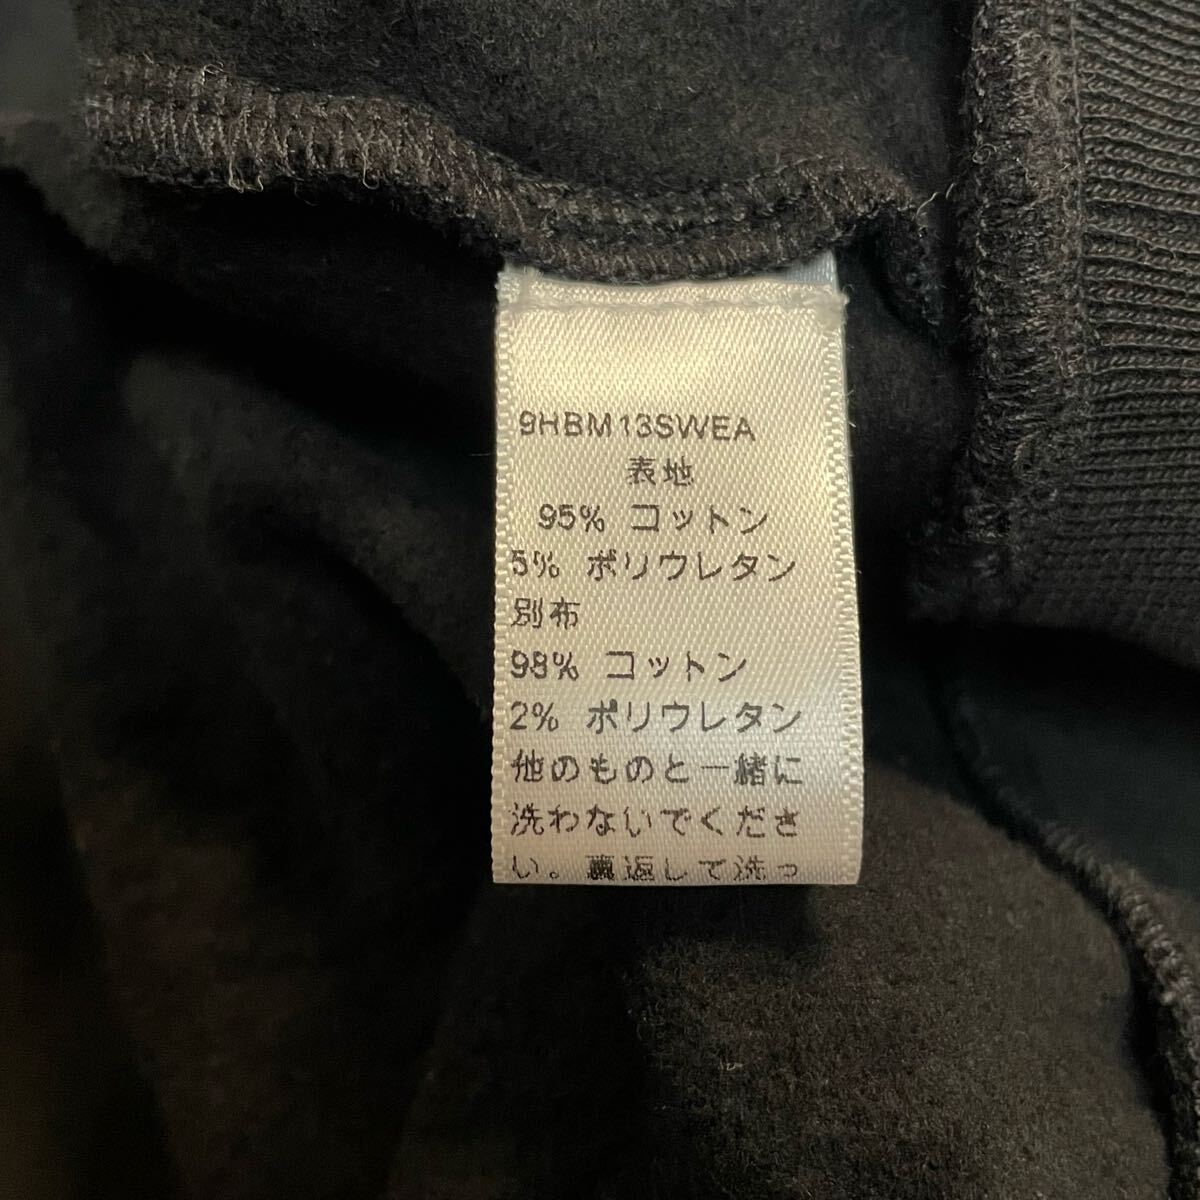 9HBM13SWEA
表地
95% コットン
5% ポリウレタン
別布
98% コットン
2% ポリウレタン
他のものと一緒に
洗わないでくださ
い。裏返して洗っ